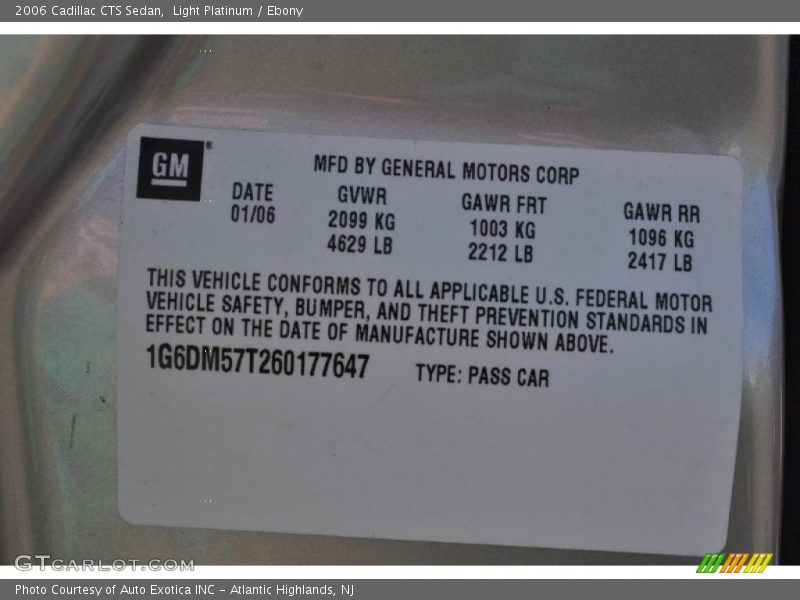 2006 Cadillac CTS Sedan, Light Platinum / Ebony
GM®
MFD BY GENERAL MOTORS CORP
DATE GVWR GAWR FRT GAWR RR
01/06 2099 KG 1003 KG 1096 KG
4629 LB 2212 LB 2417 LB
THIS VEHICLE CONFORMS TO ALL APPLICABLE U.S. FEDERAL MOTOR
VEHICLE SAFETY, BUMPER, AND THEFT PREVENTION STANDARDS IN
EFFECT ON THE DATE OF MANUFACTURE SHOWN ABOVE.
1G6DM57T260177647 TYPE: PASS CAR
GTCARLOT.COM
Photo Courtesy of Auto Exotica INC - Atlantic Highlands, NJ